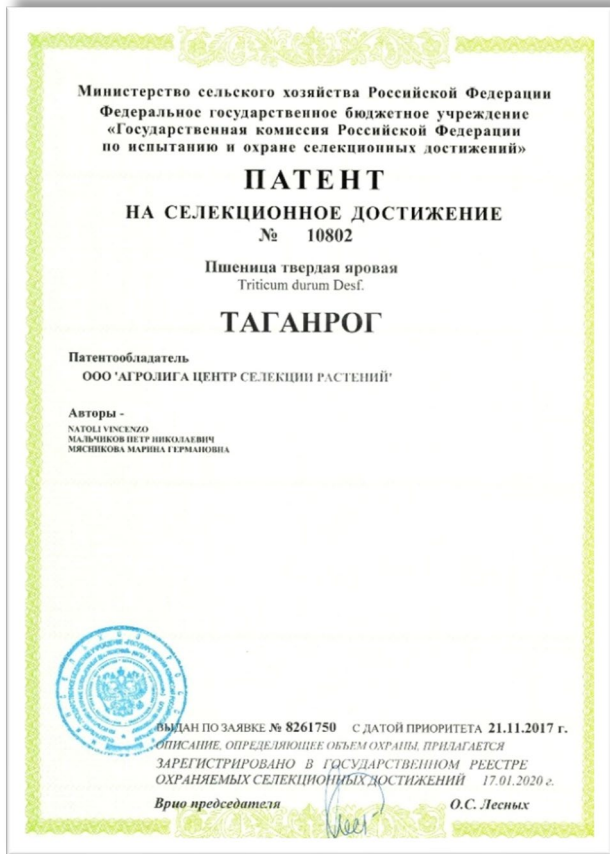 Министерство сельского хозяйства Российской Федерации
Федеральное государственное бюджетное учреждение
«Государственная комиссия Российской Федерации
по испытанию и охране селекционных достижений»
ПАТЕНТ
НА СЕЛЕКЦИОННОЕ ДОСТИЖЕНИЕ
№ 10802
Пшеница твердая яровая
Triticum durum Desf.
ТАГАНРОГ
Патентообладатель
ООО 'АГРОЛИГА ЦЕНТР СЕЛЕКЦИИ РАСТЕНИЙ'
Авторы -
NATOLI VINCENZO
МАЛЬЧИКОВ ПЕТР НИКОЛАЕВИЧ
МЯСНИКОВА МАРИНА ГЕРМАНОВНА
ВЫДАН ПО ЗАЯВКЕ № 8261750 С ДАТОЙ ПРИОРИТЕТА 21.11.2017 г.
ОПИСАНИЕ, ОПРЕДЕЛЯЮЩЕЕ ОБЪЕМ ОХРАНЫ, ПРИЛАГАЕТСЯ
ЗАРЕГИСТРИРОВАНО В ГОСУДАРСТВЕННОМ РЕЕСТРЕ
ОХРАНЯЕМЫХ СЕЛЕКЦИОННЫХ ДОСТИЖЕНИЙ 17.01.2020 г.
Врио председателя О.С. Лесных